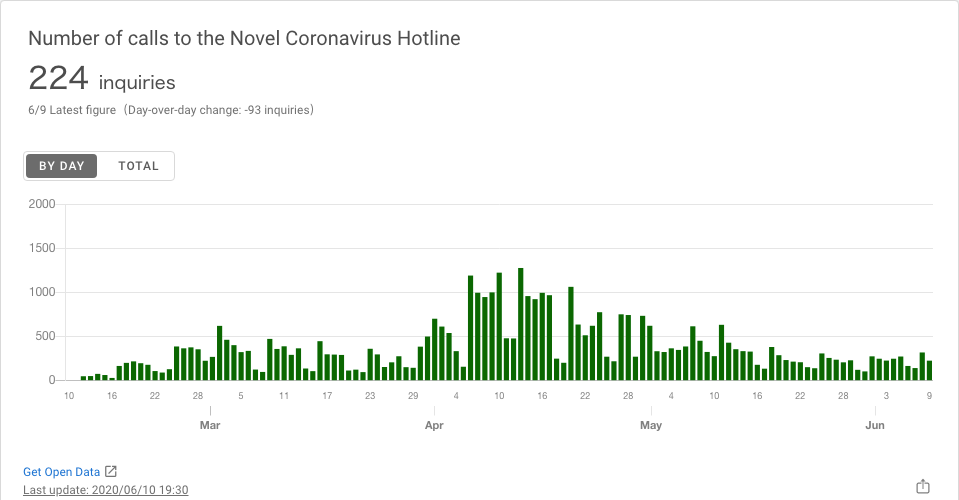 Number of calls to the Novel Coronavirus Hotline
224 inquiries
6/9 Latest figure（Day-over-day change: -93 inquiries）
BY DAY TOTAL
2000
1500
1000
500
0
10 16 22 28 5 11 17 23 29 4 10 16 22 28 4 10 16 22 28 3 9
Mar Apr May Jun
Get Open Data
Last update: 2020/06/10 19:30